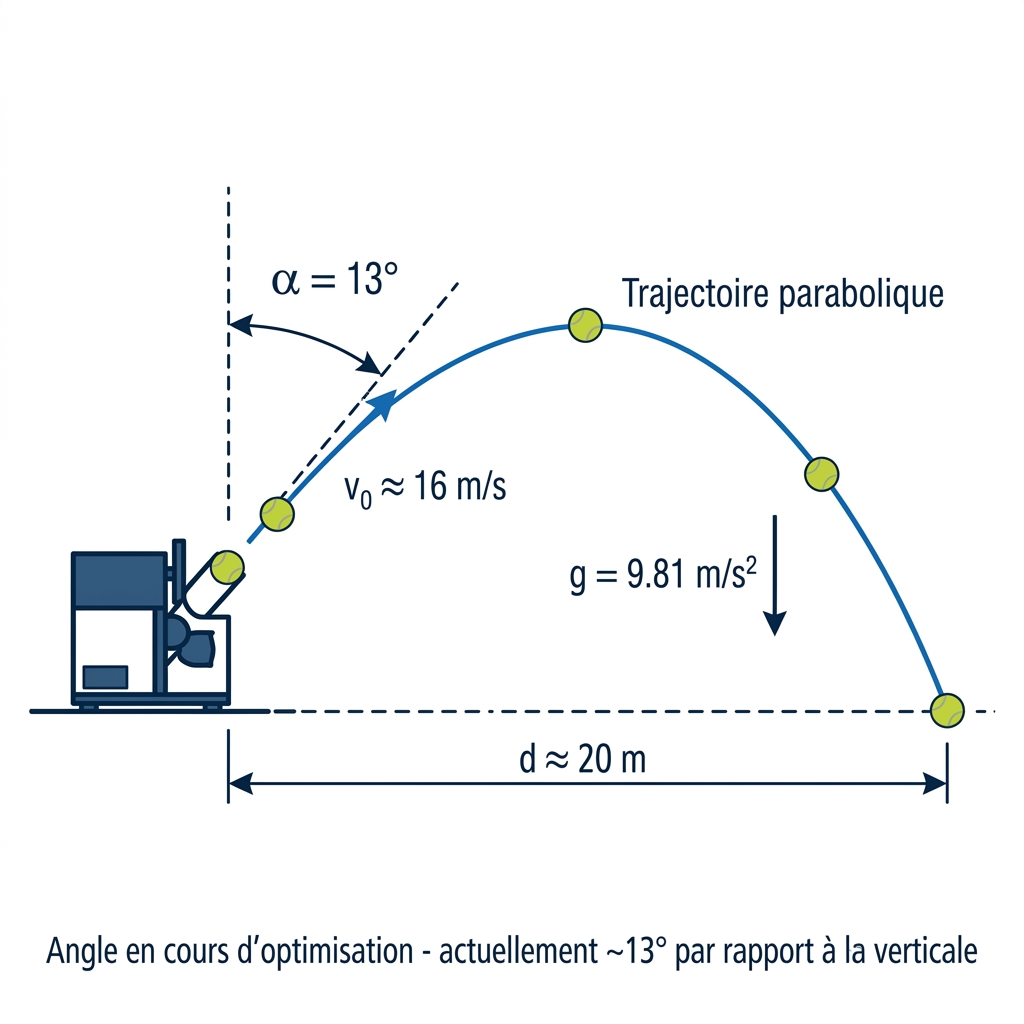 α = 13°
Trajectoire parabolique
v₀ ≈ 16 m/s
g = 9.81 m/s²
d ≈ 20 m
Angle en cours d’optimisation - actuellement ~13° par rapport à la verticale